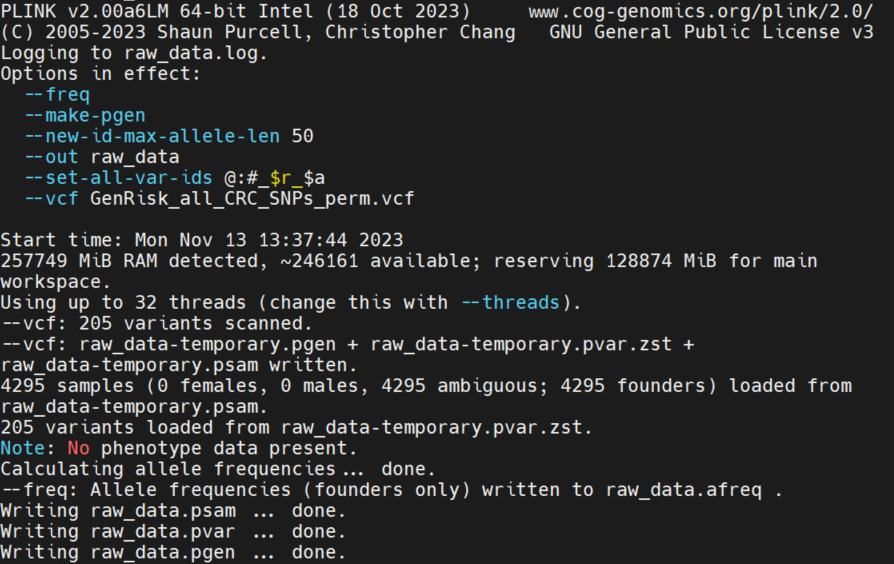 PLINK v2.00a6LM 64-bit Intel (18 Oct 2023)     www.cog-genomics.org/plink/2.0/
(C) 2005-2023 Shaun Purcell, Christopher Chang   GNU General Public License v3
Logging to raw_data.log.
Options in effect:
  --freq
  --make-pgen
  --new-id-max-allele-len 50
  --out raw_data
  --set-all-var-ids @:#_$r_$a
  --vcf GenRisk_all_CRC_SNPs_perm.vcf

Start time: Mon Nov 13 13:37:44 2023
257749 MiB RAM detected, ~246161 available; reserving 128874 MiB for main
workspace.
Using up to 32 threads (change this with --threads).
--vcf: 205 variants scanned.
--vcf: raw_data-temporary.pgen + raw_data-temporary.pvar.zst +
raw_data-temporary.psam written.
4295 samples (0 females, 0 males, 4295 ambiguous; 4295 founders) loaded from
raw_data-temporary.psam.
205 variants loaded from raw_data-temporary.pvar.zst.
Note: No phenotype data present.
Calculating allele frequencies... done.
--freq: Allele frequencies (founders only) written to raw_data.afreq .
Writing raw_data.psam ... done.
Writing raw_data.pvar ... done.
Writing raw_data.pgen ... done.